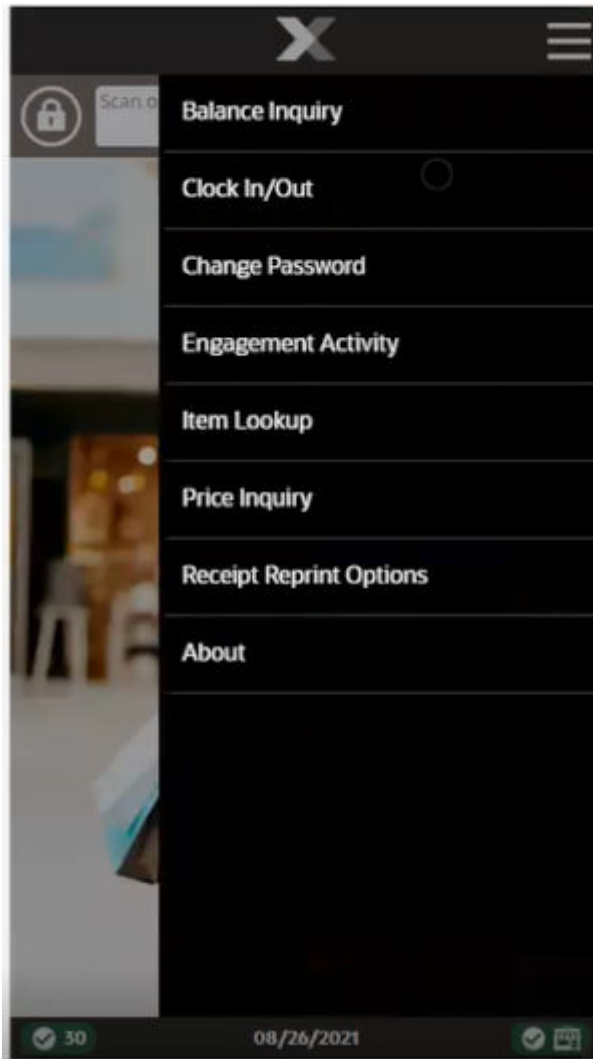 Scan o
Balance Inquiry
Clock In/Out
Change Password
Engagement Activity
Item Lookup
Price Inquiry
Receipt Reprint Options
About
30
08/26/2021